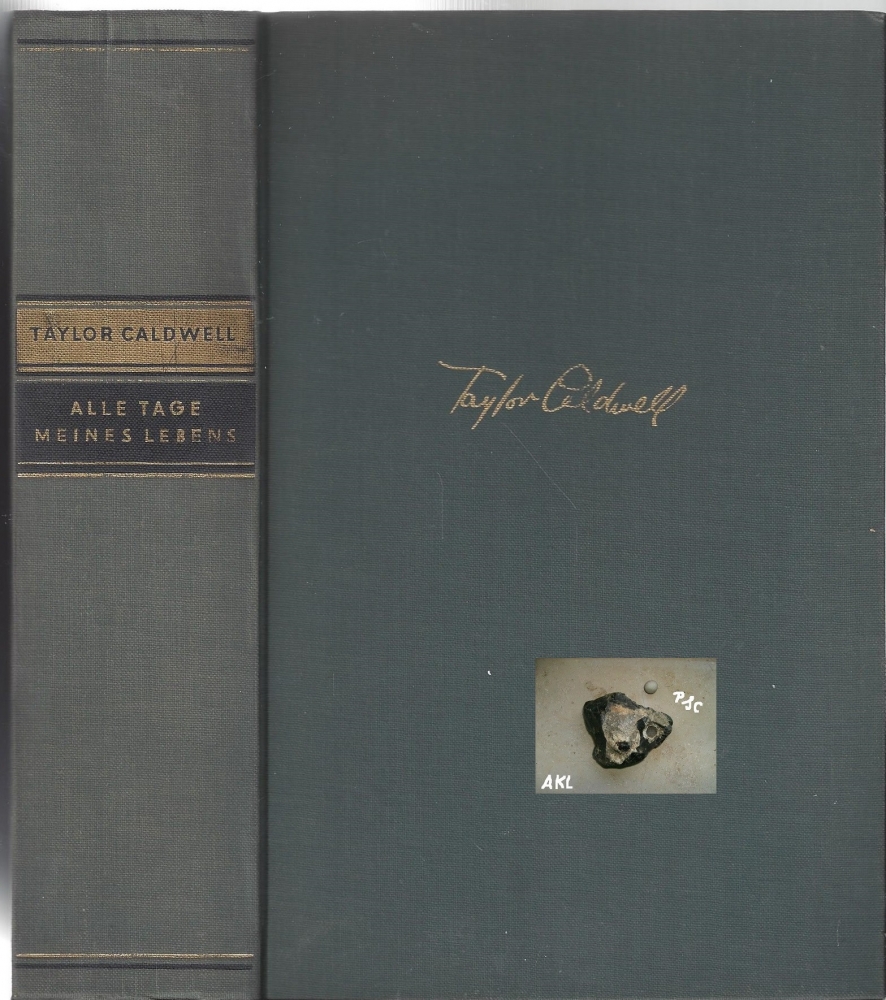 TAYLOR CALDWELL
ALLE TAGE
MEINES LEBENS
Taylor Caldwell
PSC
AKL